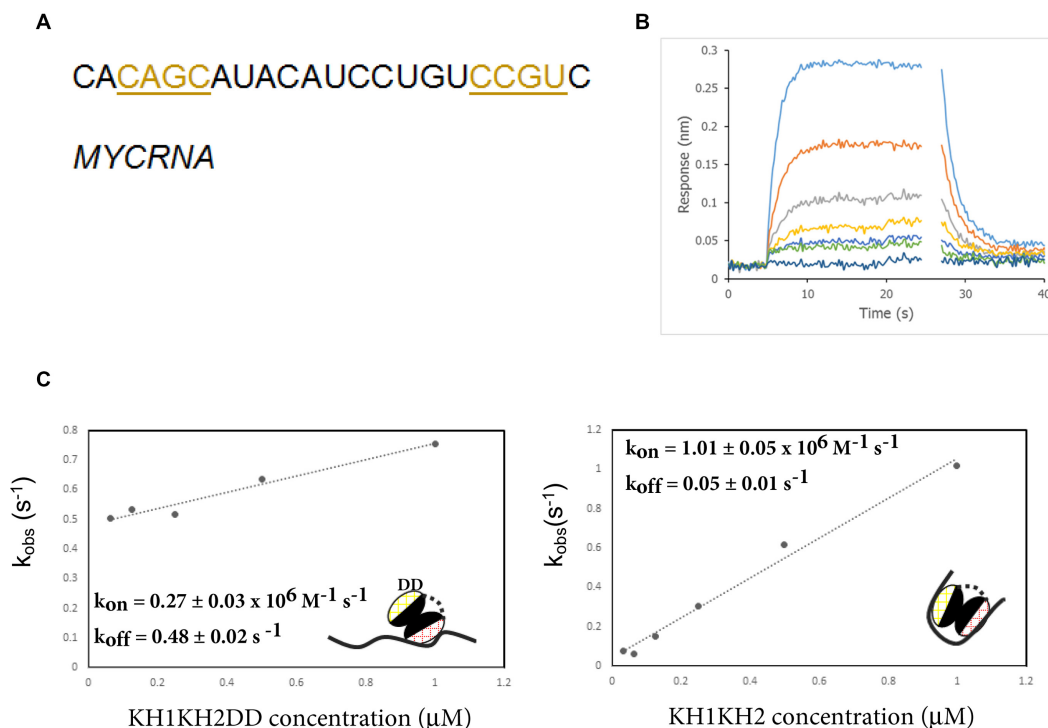 A
CACAGCAUACAUCCUGUCCGUC
MYCRNA
B
Response (nm)
0.3
0.25
0.2
0.15
0.1
0.05
0
0 10 20 30 40
Time (s)
C
kobs (s-1)
0.8
0.7
0.6
0.5
0.4
0.3
0.2
0.1
0
kon = 0.27 ± 0.03 x 10⁶ M⁻¹ s⁻¹
koff = 0.48 ± 0.02 s⁻¹
DD
0 0.2 0.4 0.6 0.8 1 1.2
KH1KH2DD concentration (μM)
kobs(s-1)
1.2
1
0.8
0.6
0.4
0.2
0
kon = 1.01 ± 0.05 x 10⁶ M⁻¹ s⁻¹
koff = 0.05 ± 0.01 s⁻¹
0 0.2 0.4 0.6 0.8 1 1.2
KH1KH2 concentration (μM)